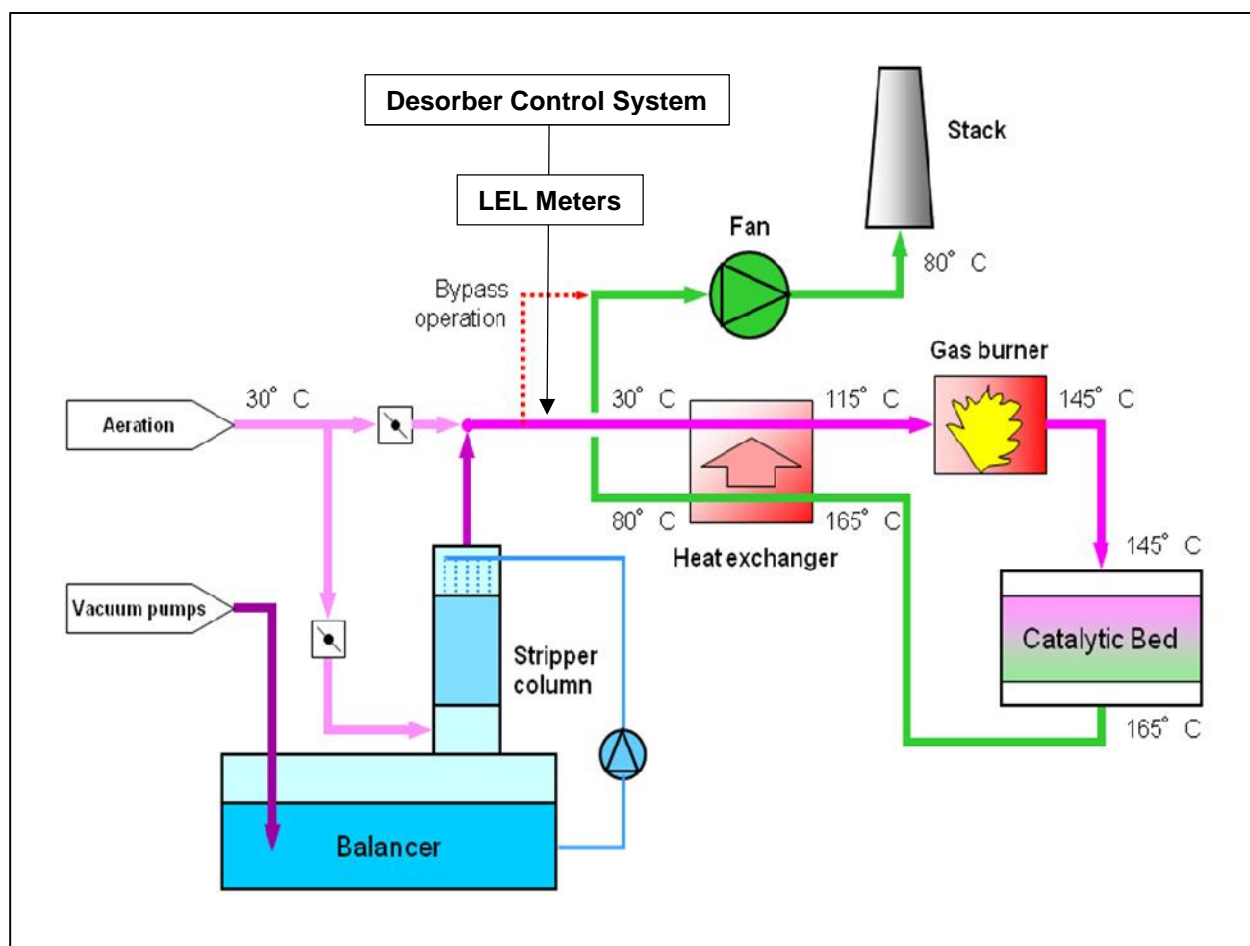 Desorber Control System
LEL Meters
Stack
Fan
80° C
Bypass
operation
Gas burner
30° C
Aeration
30° C
115° C
145° C
80° C
165° C
Heat exchanger
145° C
Vacuum pumps
Stripper
column
Catalytic Bed
165° C
Balancer